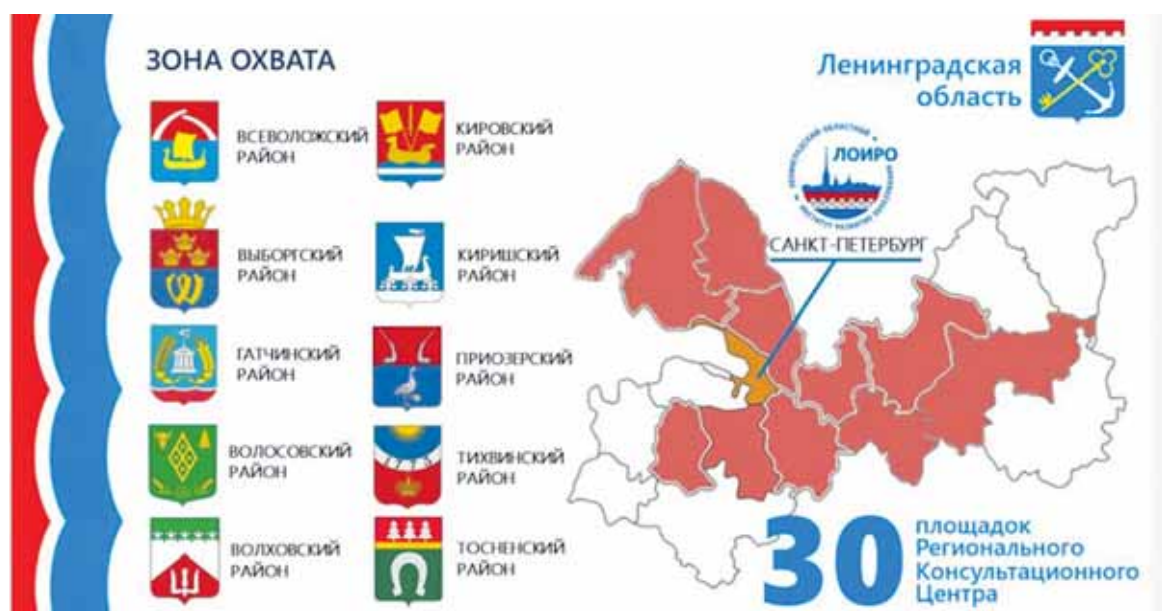 ЗОНА ОХВАТА
ВСЕВОЛОЖСКИЙ
РАЙОН
КИРОВСКИЙ
РАЙОН
ВЫБОРГСКИЙ
РАЙОН
КИРИШСКИЙ
РАЙОН
ГАТЧИНСКИЙ
РАЙОН
ПРИОЗЕРСКИЙ
РАЙОН
ВОЛОСОВСКИЙ
РАЙОН
ТИХВИНСКИЙ
РАЙОН
ВОЛХОВСКИЙ
РАЙОН
ТОСНЕНСКИЙ
РАЙОН
Ленинградская
область
ЛОИРО
САНКТ-ПЕТЕРБУРГ
30
площадок
Регионального
Консультационного
Центра